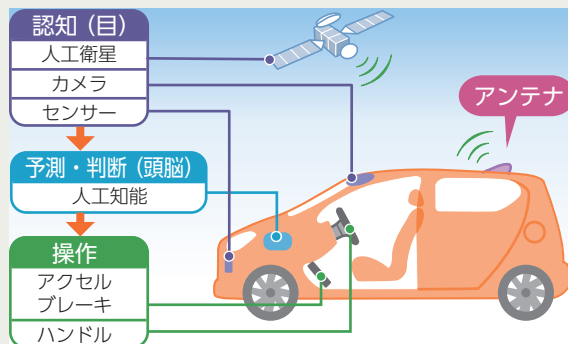 認知（目）
人工衛星
カメラ
センサー
アンテナ
予測・判断（頭脳）
人工知能
操作
アクセル
ブレーキ
ハンドル